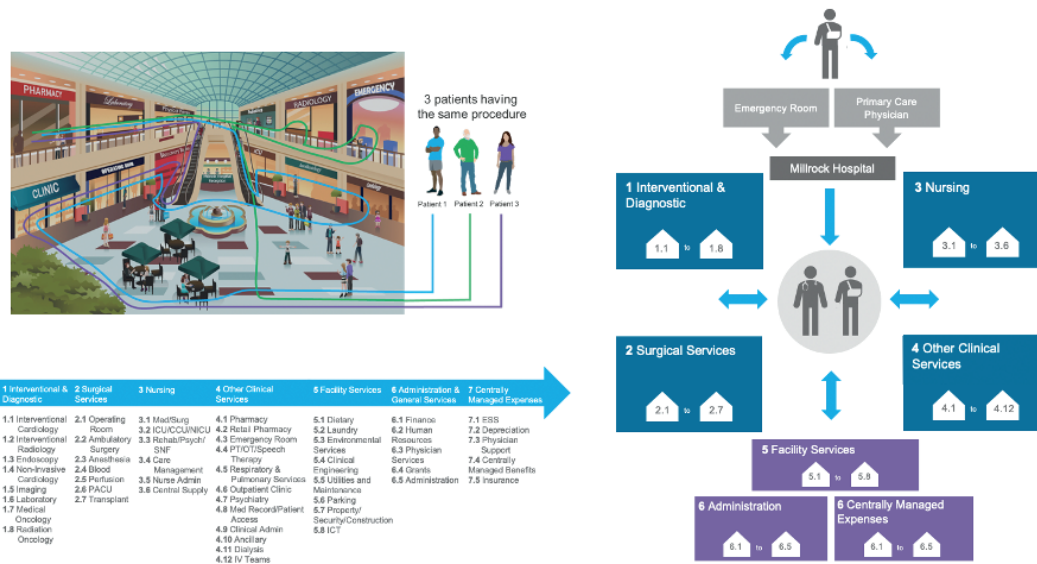 PHARMACY
Laboratory
RADIOLOGY
EMERGENCY
OPERATING ROOM
CLINIC
3 patients having
the same procedure
Patient 1
Patient 2
Patient 3
Emergency Room
Primary Care
Physician
Millrock Hospital
1 Interventional &
Diagnostic
1.1 to 1.8
3 Nursing
3.1 to 3.6
2 Surgical Services
2.1 to 2.7
4 Other Clinical
Services
4.1 to 4.12
5 Facility Services
5.1 to 5.8
6 Administration
6.1 to 6.5
6 Centrally Managed
Expenses
6.1 to 6.5
1 Interventional &
Diagnostic
1.1 Interventional
Cardiology
1.2 Interventional
Radiology
1.3 Endoscopy
1.4 Non-Invasive
Cardiology
1.5 Imaging
1.6 Laboratory
1.7 Medical
Oncology
1.8 Radiation
Oncology
2 Surgical
Services
2.1 Operating
Room
2.2 Ambulatory
Surgery
2.3 Anesthesia
2.4 Blood
2.5 Perfusion
2.6 PACU
2.7 Transplant
3 Nursing
3.1 Med/Surg
3.2 ICU/CCU/NICU
3.3 Rehab/Psych/
SNF
3.4 Care
Management
3.5 Nurse Admin
3.6 Central Supply
4 Other Clinical
Services
4.1 Pharmacy
4.2 Retail Pharmacy
4.3 Emergency Room
4.4 PT/OT/Speech
Therapy
4.5 Respiratory &
Pulmonary Services
4.6 Outpatient Clinic
4.7 Psychiatry
4.8 Med Record/Patient
Access
4.9 Clinical Admin
4.10 Ancillary
4.11 Dialysis
4.12 IV Teams
5 Facility Services
5.1 Dietary
5.2 Laundry
5.3 Environmental
Services
5.4 Clinical
Engineering
5.5 Utilities and
Maintenance
5.6 Parking
5.7 Property/
Security/Construction
5.8 ICT
6 Administration &
General Services
6.1 Finance
6.2 Human
Resources
6.3 Physician
Services
6.4 Grants
6.5 Administration
7 Centrally
Managed Expenses
7.1 ESS
7.2 Depreciation
7.3 Physician
Support
7.4 Centrally
Managed Benefits
7.5 Insurance